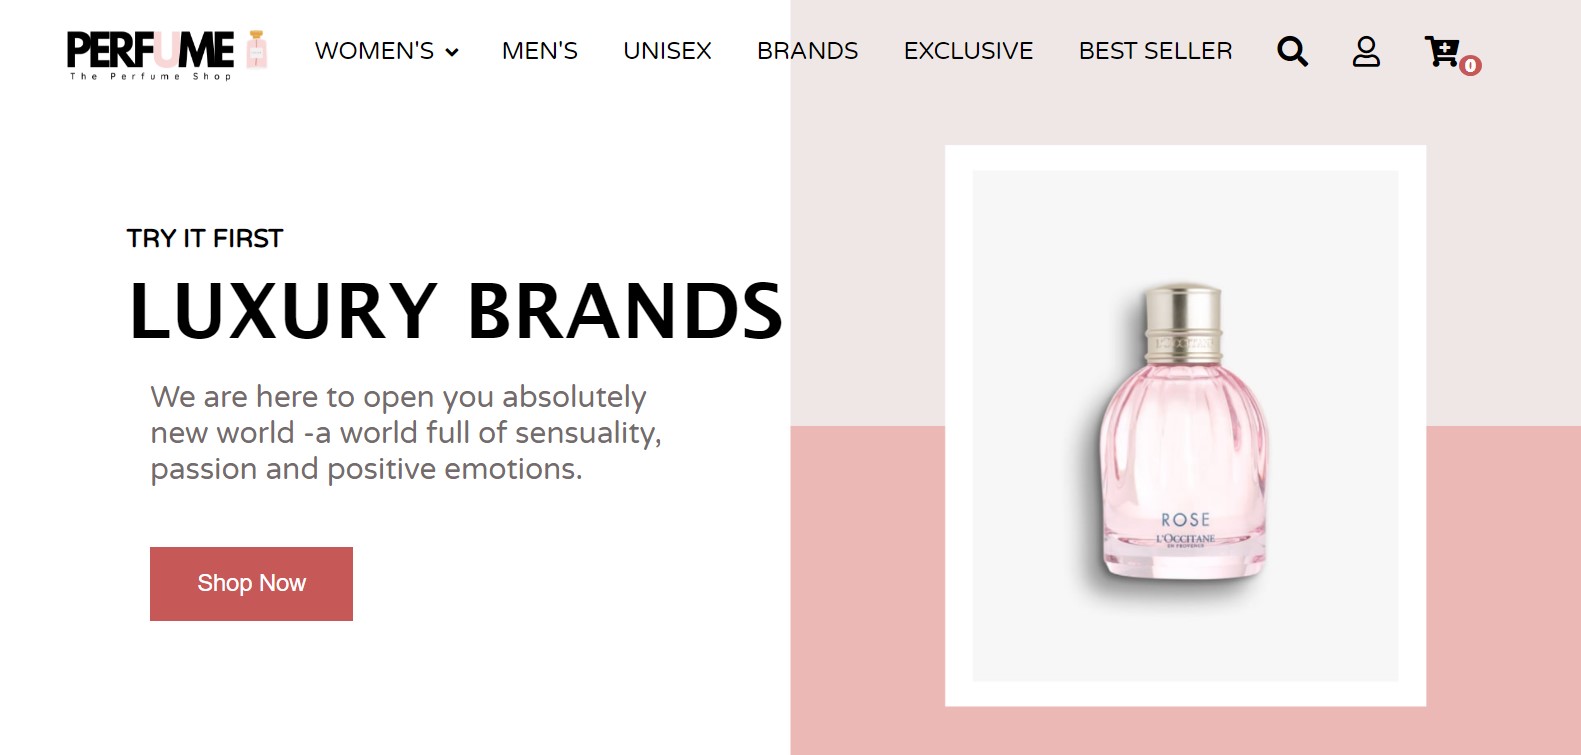 PERFUME
The Perfume Shop
WOMEN'S MEN'S UNISEX BRANDS EXCLUSIVE BEST SELLER
0
TRY IT FIRST
LUXURY BRANDS
We are here to open you absolutely
new world -a world full of sensuality,
passion and positive emotions.
Shop Now
ROSE
L'OCCITANE
EN PROVENCE